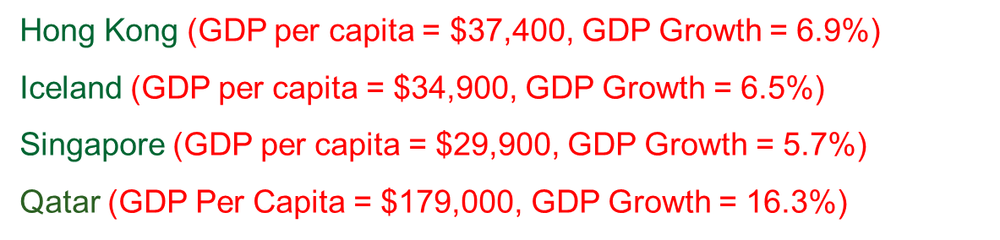 Hong Kong (GDP per capita = $37,400, GDP Growth = 6.9%)
Iceland (GDP per capita = $34,900, GDP Growth = 6.5%)
Singapore (GDP per capita = $29,900, GDP Growth = 5.7%)
Qatar (GDP Per Capita = $179,000, GDP Growth = 16.3%)